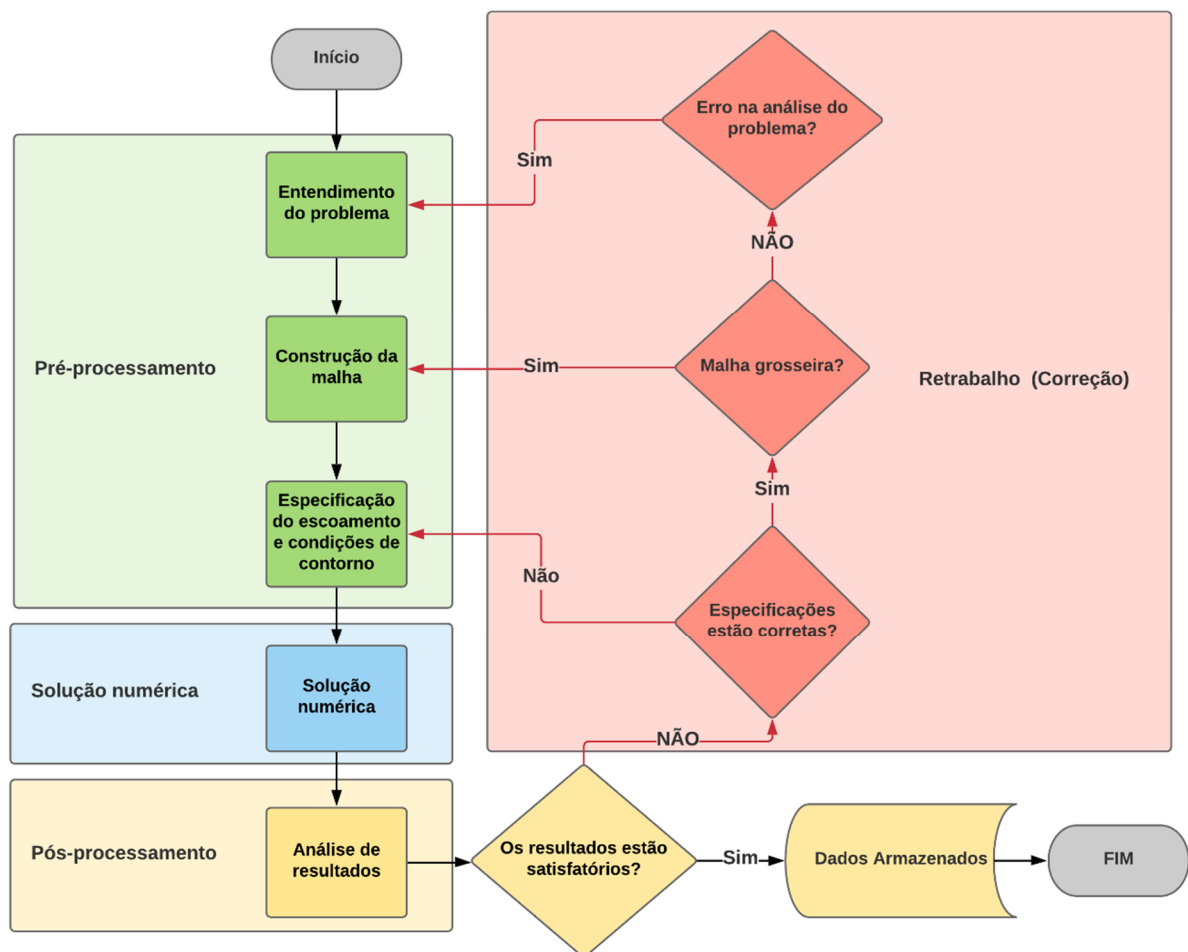 Início
Erro na análise do
problema?
Sim
Entendimento
do problema
NÃO
Pré-processamento
Construção da
malha
Sim
Malha grosseira?
Retrabalho  (Correção)
Sim
Especificação
do escoamento
e condições de
contorno
Não
Especificações
estão corretas?
Solução numérica
Solução
numérica
NÃO
Pós-processamento
Análise de
resultados
Os resultados estão
satisfatórios?
Sim
Dados Armazenados
FIM